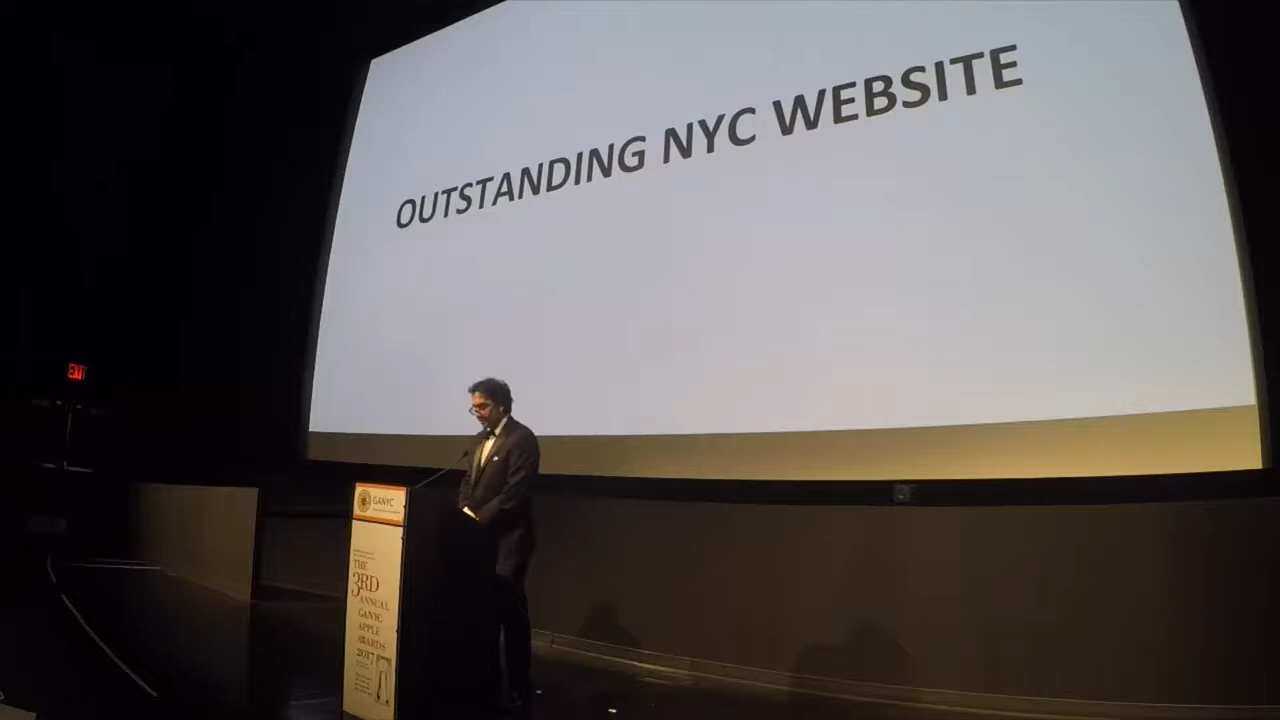 OUTSTANDING NYC WEBSITE
EXIT
GANYC
THE
3RD
ANNUAL
GANYC
APPLE
AWARDS
2017